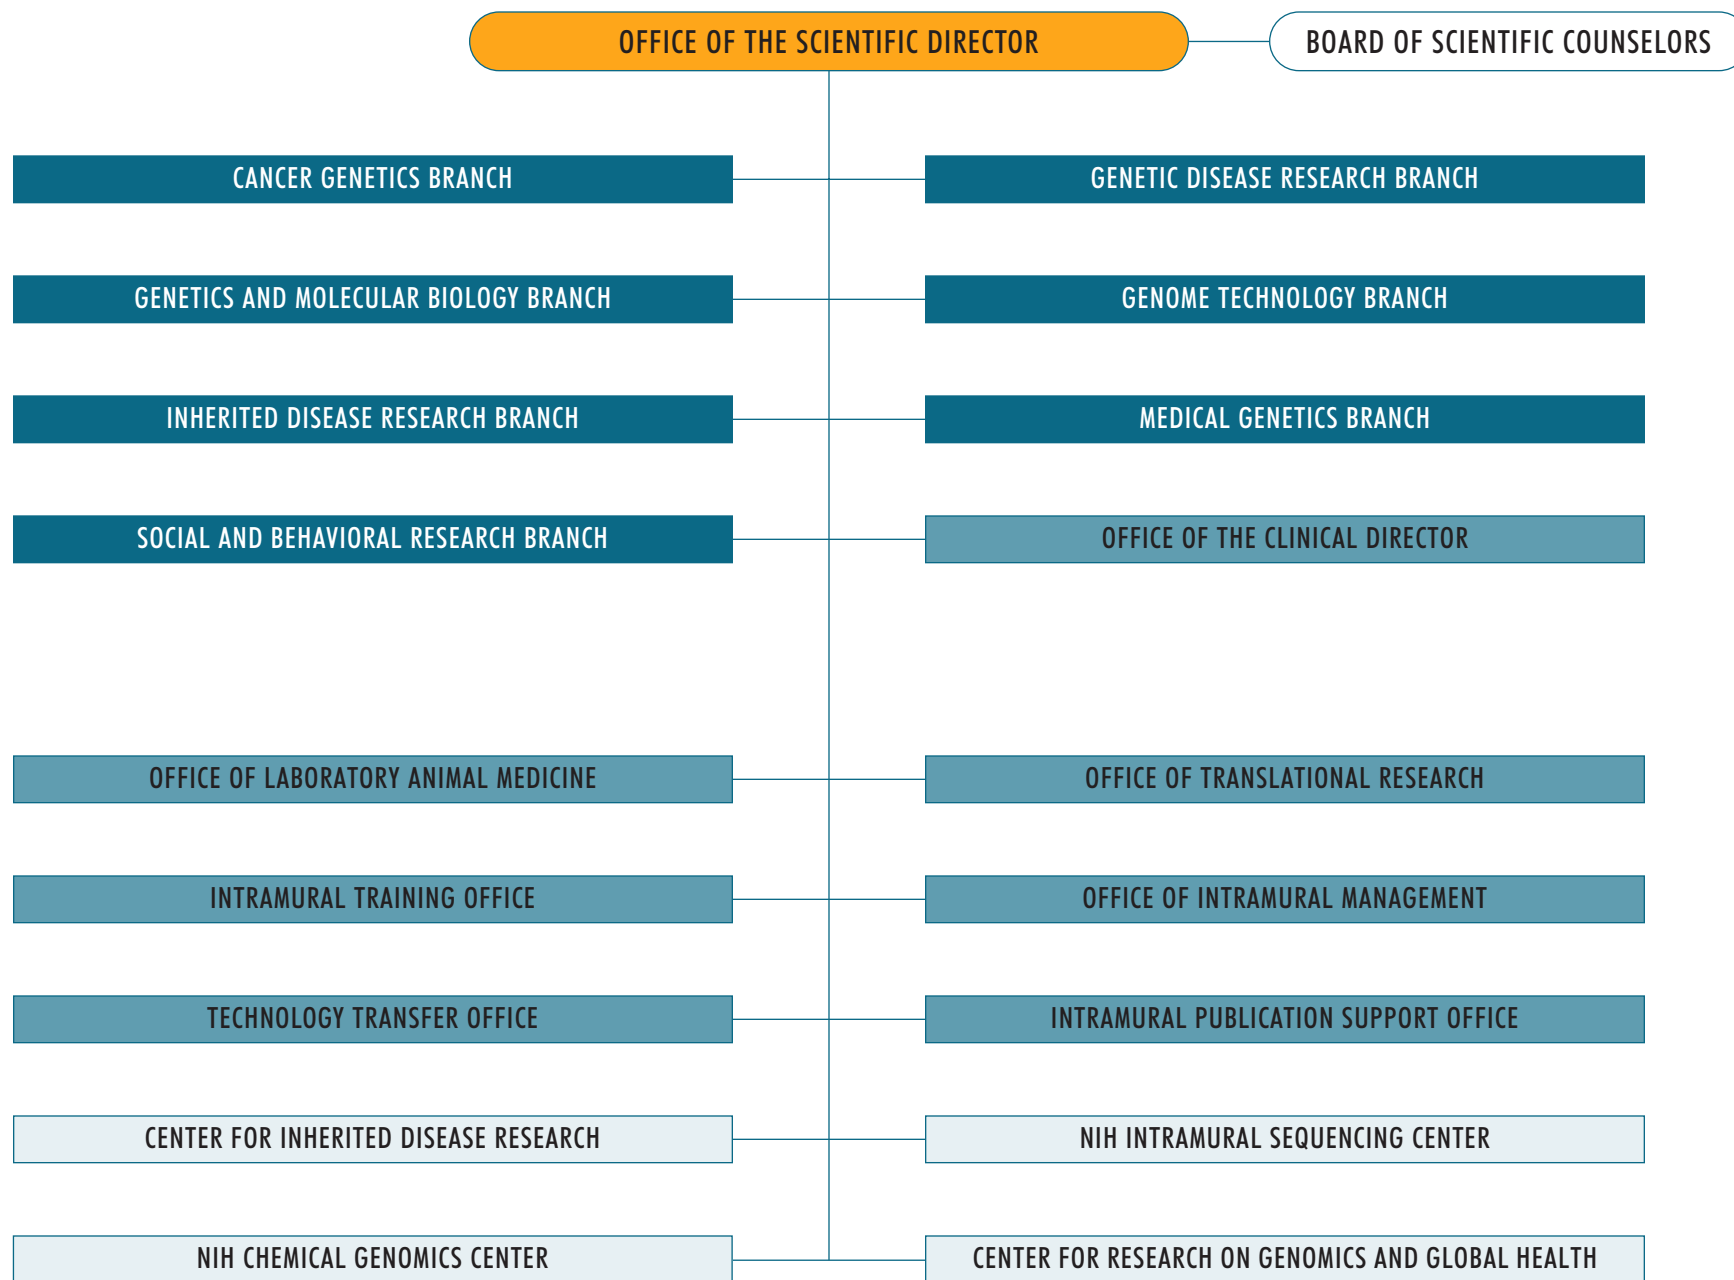 OFFICE OF THE SCIENTIFIC DIRECTOR
BOARD OF SCIENTIFIC COUNSELORS
CANCER GENETICS BRANCH
GENETIC DISEASE RESEARCH BRANCH
GENETICS AND MOLECULAR BIOLOGY BRANCH
GENOME TECHNOLOGY BRANCH
INHERITED DISEASE RESEARCH BRANCH
MEDICAL GENETICS BRANCH
SOCIAL AND BEHAVIORAL RESEARCH BRANCH
OFFICE OF THE CLINICAL DIRECTOR
OFFICE OF LABORATORY ANIMAL MEDICINE
OFFICE OF TRANSLATIONAL RESEARCH
INTRAMURAL TRAINING OFFICE
OFFICE OF INTRAMURAL MANAGEMENT
TECHNOLOGY TRANSFER OFFICE
INTRAMURAL PUBLICATION SUPPORT OFFICE
CENTER FOR INHERITED DISEASE RESEARCH
NIH INTRAMURAL SEQUENCING CENTER
NIH CHEMICAL GENOMICS CENTER
CENTER FOR RESEARCH ON GENOMICS AND GLOBAL HEALTH